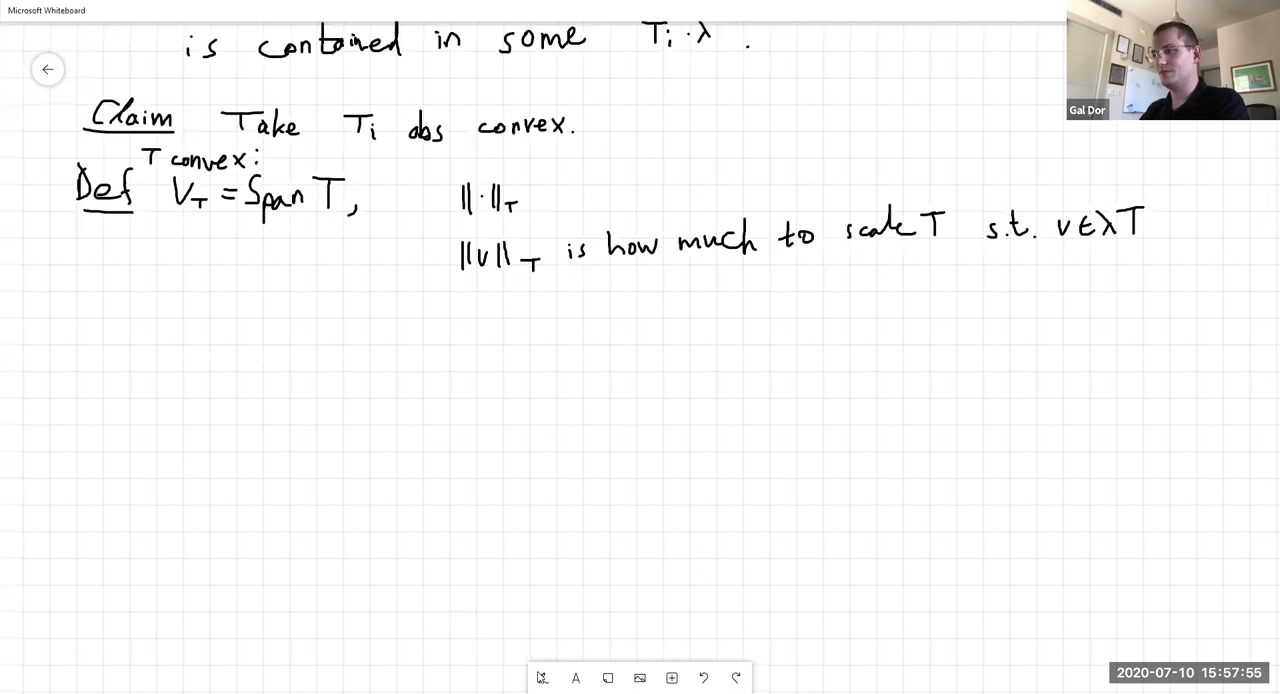 Microsoft Whiteboard
is contained in some Ti·λ.
Claim Take Ti abs convex.
T convex:
Def V_T = Span T, ||·||_T
||v||_T is how much to scale T s.t. v∈λT
Gal Dor
A
2020-07-10 15:57:55